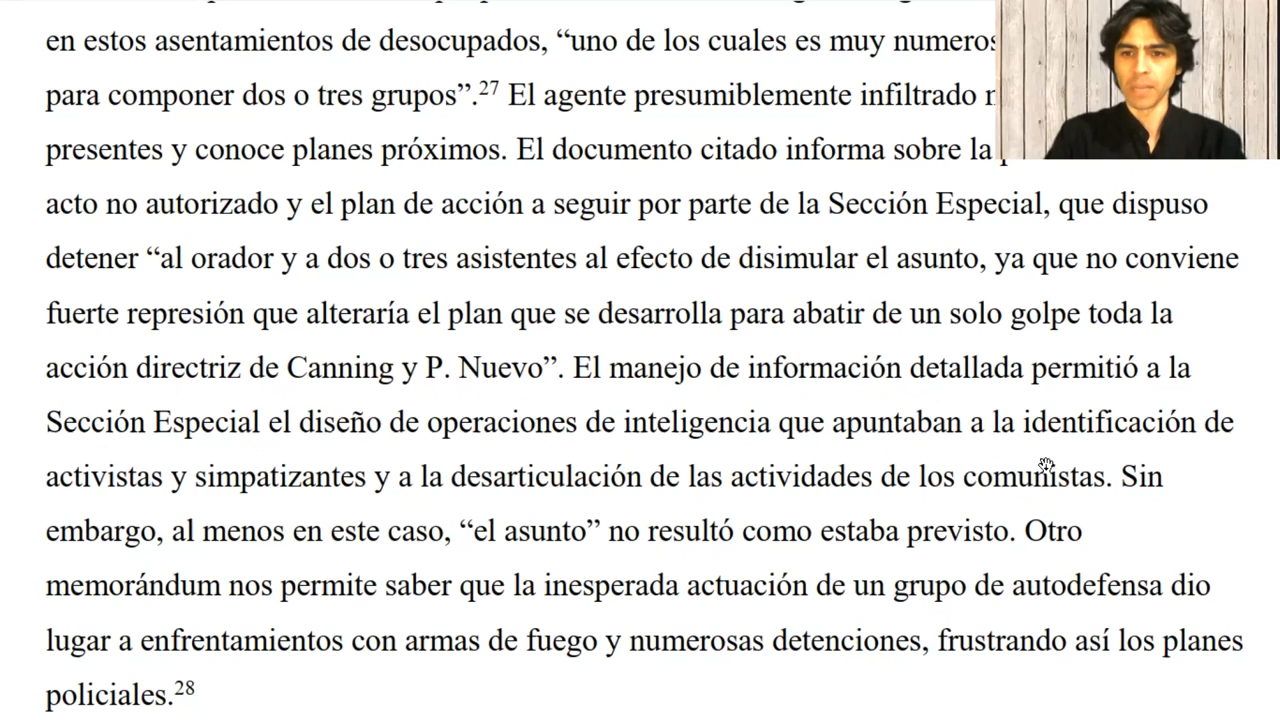 en estos asentamientos de desocupados, “uno de los cuales es muy
para componer dos o tres grupos”.27 El agente presumiblemente infiltrado
presentes y conoce planes próximos. El documento citado informa sobre la
acto no autorizado y el plan de acción a seguir por parte de la Sección Especial, que dispuso
detener “al orador y a dos o tres asistentes al efecto de disimular el asunto, ya que no conviene
fuerte represión que alteraría el plan que se desarrolla para abatir de un solo golpe toda la
acción directriz de Canning y P. Nuevo”. El manejo de información detallada permitió a la
Sección Especial el diseño de operaciones de inteligencia que apuntaban a la identificación de
activistas y simpatizantes y a la desarticulación de las actividades de los comunistas. Sin
embargo, al menos en este caso, “el asunto” no resultó como estaba previsto. Otro
memorándum nos permite saber que la inesperada actuación de un grupo de autodefensa dio
lugar a enfrentamientos con armas de fuego y numerosas detenciones, frustrando así los planes
policiales.28